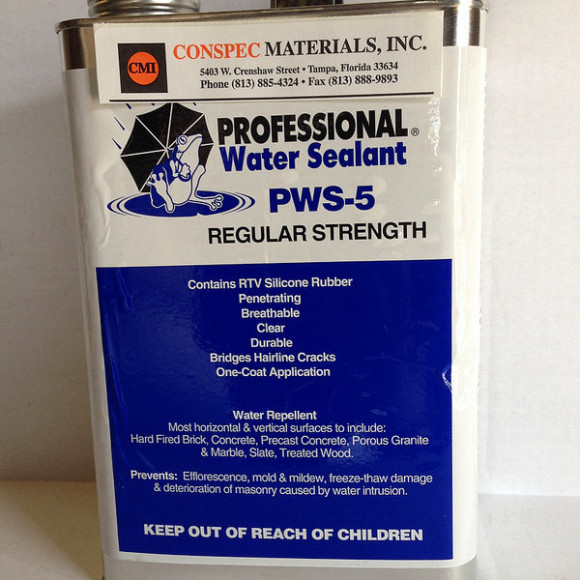 CMI
CONSPEC MATERIALS, INC.
5403 W. Crenshaw Street • Tampa, Florida 33634
Phone (813) 885-4324 • Fax (813) 888-9893
PROFESSIONAL®
Water Sealant
PWS-5
REGULAR STRENGTH
Contains RTV Silicone Rubber
Penetrating
Breathable
Clear
Durable
Bridges Hairline Cracks
One-Coat Application
Water Repellent
Most horizontal & vertical surfaces to include:
Hard Fired Brick, Concrete, Precast Concrete, Porous Granite
& Marble, Slate, Treated Wood.
Prevents: Efflorescence, mold & mildew, freeze-thaw damage
& deterioration of masonry caused by water intrusion.
KEEP OUT OF REACH OF CHILDREN